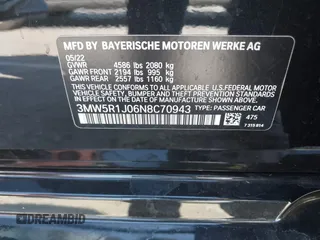 MFD. BY BAYERISCHE MOTOREN WERKE AG
05/22
GVWR 4586 lbs 2080 kg
GAWR FRONT 2194 lbs 995 kg
GAWR REAR 2557 lbs 1160 kg
THIS VEHICLE CONFORMS TO ALL APPLICABLE U.S. FEDERAL MOTOR
VEHICLE SAFETY, BUMPER, AND THEFT PREVENTION STANDARDS
IN EFFECT ON THE DATE OF MANUFACTURE SHOWN ABOVE.
3MW5R1J06N8C70943 TYPE: PASSENGER CAR
475
DREAMBID